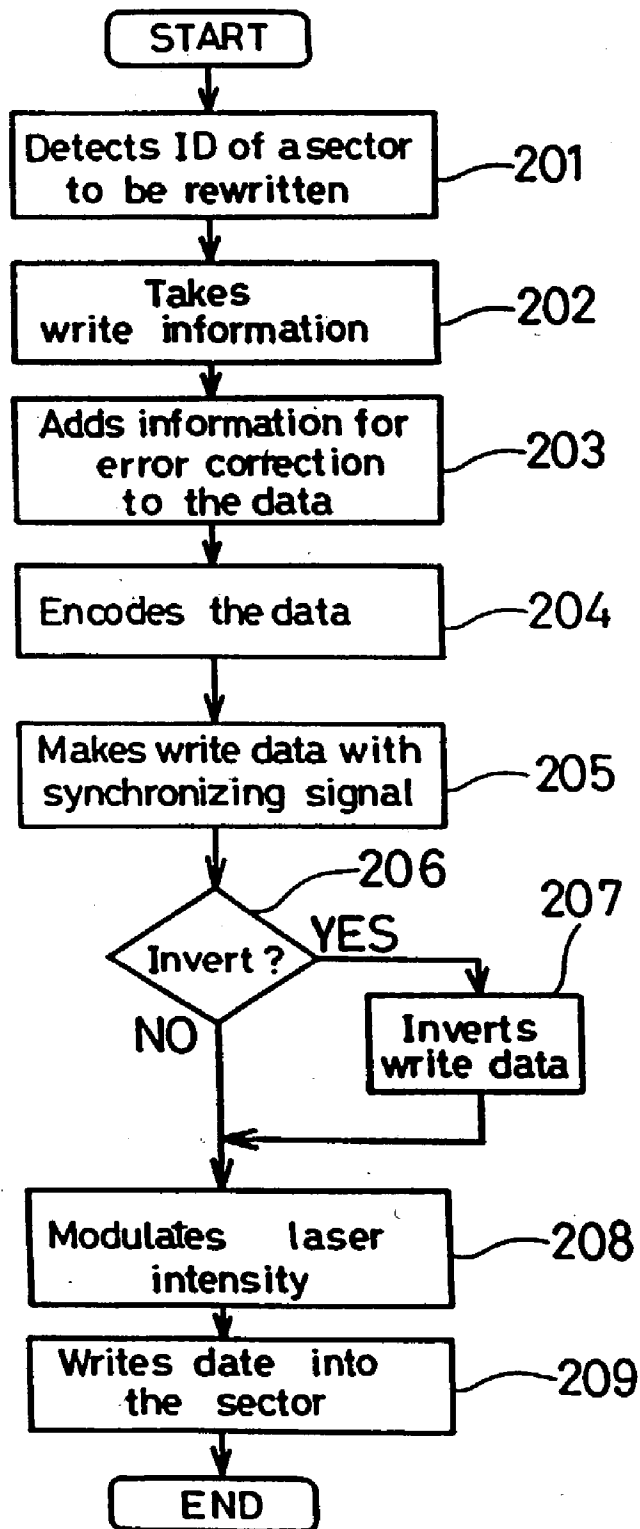 START
Detects ID of a sector
to be rewritten
201
Takes
write information
202
Adds information for
error correction
to the data
203
Encodes the data
204
Makes write data with
synchronizing signal
205
206
Invert ?
YES
207
NO
Inverts
write data
Modulates laser
intensity
208
Writes date into
the sector
209
END